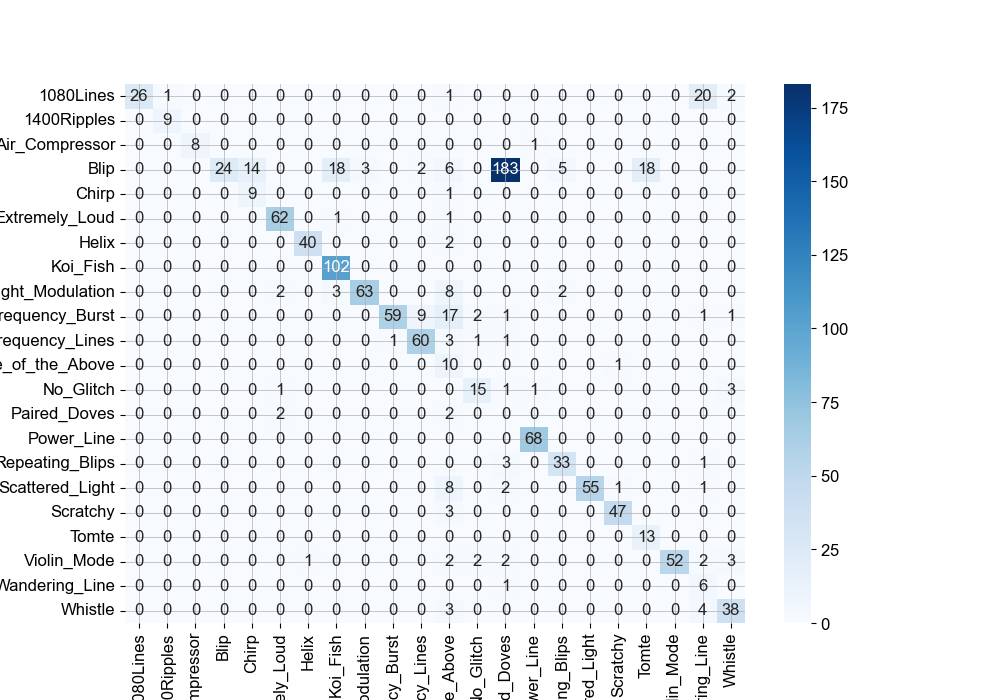 1080Lines 26 1 0 0 0 0 0 0 0 0 0 1 0 0 0 0 0 0 0 0 20 2
1400Ripples 0 9 0 0 0 0 0 0 0 0 0 0 0 0 0 0 0 0 0 0 0 0
Air_Compressor 0 0 8 0 0 0 0 0 0 0 0 0 0 0 1 0 0 0 0 0 0 0
Blip 0 0 0 24 14 0 0 18 3 0 2 6 0 183 0 5 0 0 18 0 0 0
Chirp 0 0 0 0 9 0 0 0 0 0 0 1 0 0 0 0 0 0 0 0 0 0
Extremely_Loud 0 0 0 0 0 62 0 1 0 0 0 1 0 0 0 0 0 0 0 0 0 0
Helix 0 0 0 0 0 0 40 0 0 0 0 2 0 0 0 0 0 0 0 0 0 0
Koi_Fish 0 0 0 0 0 0 0 102 0 0 0 0 0 0 0 0 0 0 0 0 0 0
ght_Modulation 0 0 0 0 0 2 0 3 63 0 0 8 0 0 0 2 0 0 0 0 0 0
requency_Burst 0 0 0 0 0 0 0 0 0 59 9 17 2 1 0 0 0 0 0 0 1 1
requency_Lines 0 0 0 0 0 0 0 0 0 1 60 3 1 1 0 0 0 0 0 0 0 0
e_of_the_Above 0 0 0 0 0 0 0 0 0 0 0 10 0 0 0 0 0 1 0 0 0 0
No_Glitch 0 0 0 0 0 1 0 0 0 0 0 0 15 1 1 0 0 0 0 0 0 3
Paired_Doves 0 0 0 0 0 2 0 0 0 0 0 2 0 0 0 0 0 0 0 0 0 0
Power_Line 0 0 0 0 0 0 0 0 0 0 0 0 0 0 68 0 0 0 0 0 0 0
Repeating_Blips 0 0 0 0 0 0 0 0 0 0 0 0 0 3 0 33 0 0 0 0 1 0
Scattered_Light 0 0 0 0 0 0 0 0 0 0 0 8 0 2 0 0 55 1 0 0 1 0
Scratchy 0 0 0 0 0 0 0 0 0 0 0 3 0 0 0 0 0 47 0 0 0 0
Tomte 0 0 0 0 0 0 0 0 0 0 0 0 0 0 0 0 0 0 13 0 0 0
Violin_Mode 0 0 0 0 0 0 1 0 0 0 0 2 2 2 0 0 0 0 0 52 2 3
Wandering_Line 0 0 0 0 0 0 0 0 0 0 0 0 0 1 0 0 0 0 0 0 6 0
Whistle 0 0 0 0 0 0 0 0 0 0 0 3 0 0 0 0 0 0 0 0 4 38
080Lines
0Ripples
mpressor
Blip
Chirp
ely_Loud
Helix
Koi_Fish
odulation
cy_Burst
cy_Lines
e_Above
No_Glitch
d_Doves
wer_Line
ng_Blips
red_Light
Scratchy
Tomte
lin_Mode
ring_Line
Whistle
175
150
125
100
75
50
25
0